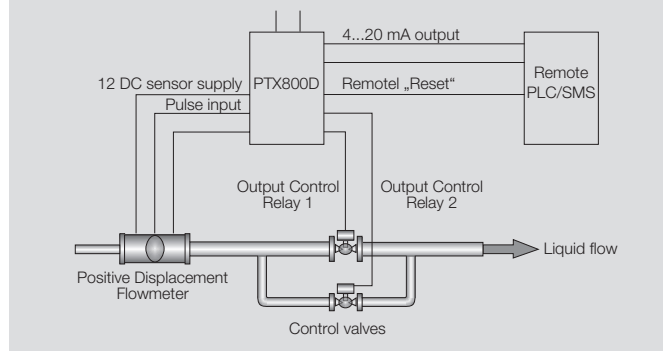 4...20 mA output
12 DC sensor supply
PTX800D
Remotel „Reset“
Remote
PLC/SMS
Pulse input
Output Control
Relay 1
Output Control
Relay 2
Liquid flow
Positive Displacement
Flowmeter
Control valves